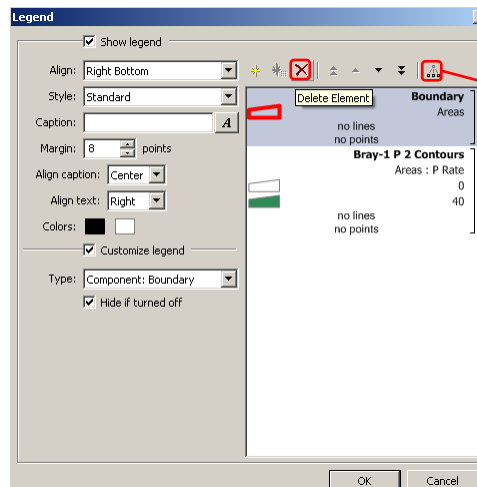 Legend
Show legend
Align: Right Bottom
Style: Standard
Caption: A
Margin: 8 points
Align caption: Center
Align text: Right
Colors:
Customize legend
Type: Component: Boundary
Hide if turned off
Delete Element
Boundary
Areas
no lines
no points
Bray-1 P 2 Contours
Areas : P Rate
0
40
no lines
no points
OK Cancel